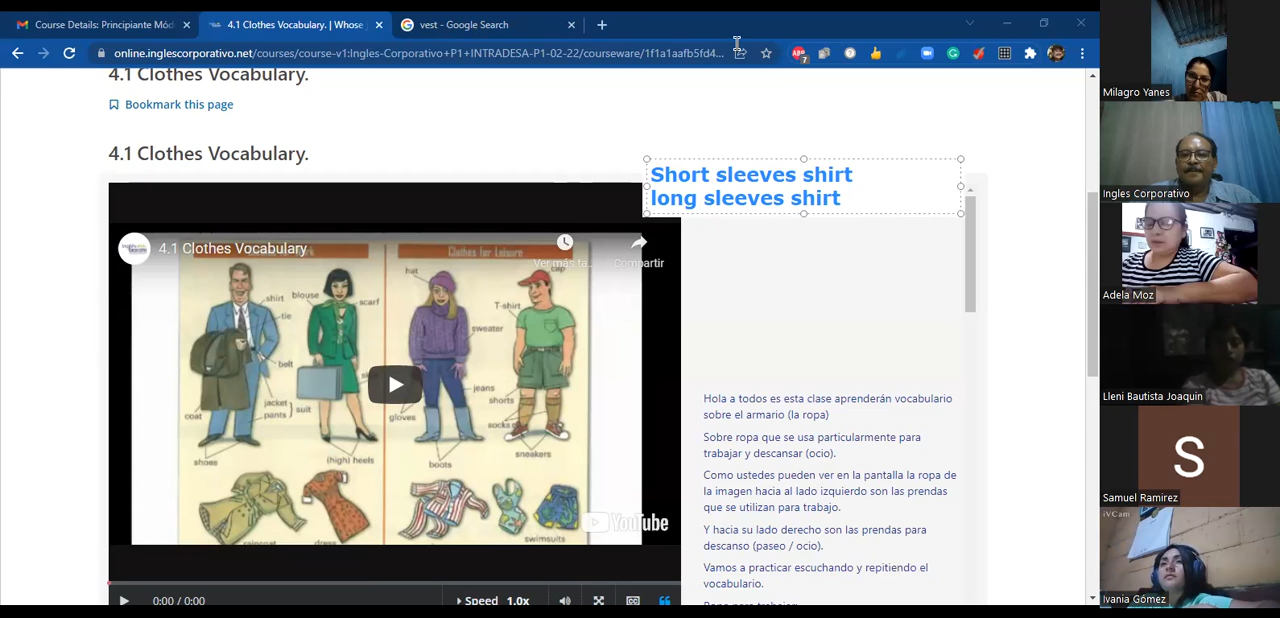 Course Details: Principiante Mód
4.1 Clothes Vocabulary. | Whose
vest - Google Search
online.inglescorporativo.net/courses/course-v1:Ingles-Corporativo+P1+INTRADESA-P1-02-22/courseware/1f1a1aafb5fd4...
ABP
7
4.1 Clothes Vocabulary.
Bookmark this page
4.1 Clothes Vocabulary.
Short sleeves shirt
long sleeves shirt
4.1 Clothes Vocabulary
Clothes for Leisure
Ver más ta...
Compartir
shirt
blouse
scarf
tie
belt
jacket
pants
suit
coat
shoes
(high) heels
hat
cap
T-shirt
sweater
jeans
shorts
gloves
socks
boots
sneakers
raincoat
dress
swimsuits
YouTube
0:00 / 0:00
Speed 1.0x
Hola a todos es esta clase aprenderán vocabulario
sobre el armario (la ropa)
Sobre ropa que se usa particularmente para
trabajar y descansar (ocio).
Como ustedes pueden ver en la pantalla la ropa de
la imagen hacia al lado izquierdo son las prendas
que se utilizan para trabajo.
Y hacia su lado derecho son las prendas para
descanso (paseo / ocio).
Vamos a practicar escuchando y repitiendo el
vocabulario.
Milagro Yanes
Ingles Corporativo
Adela Moz
Lleni Bautista Joaquin
S
Samuel Ramirez
iVCam
Ivania Gómez